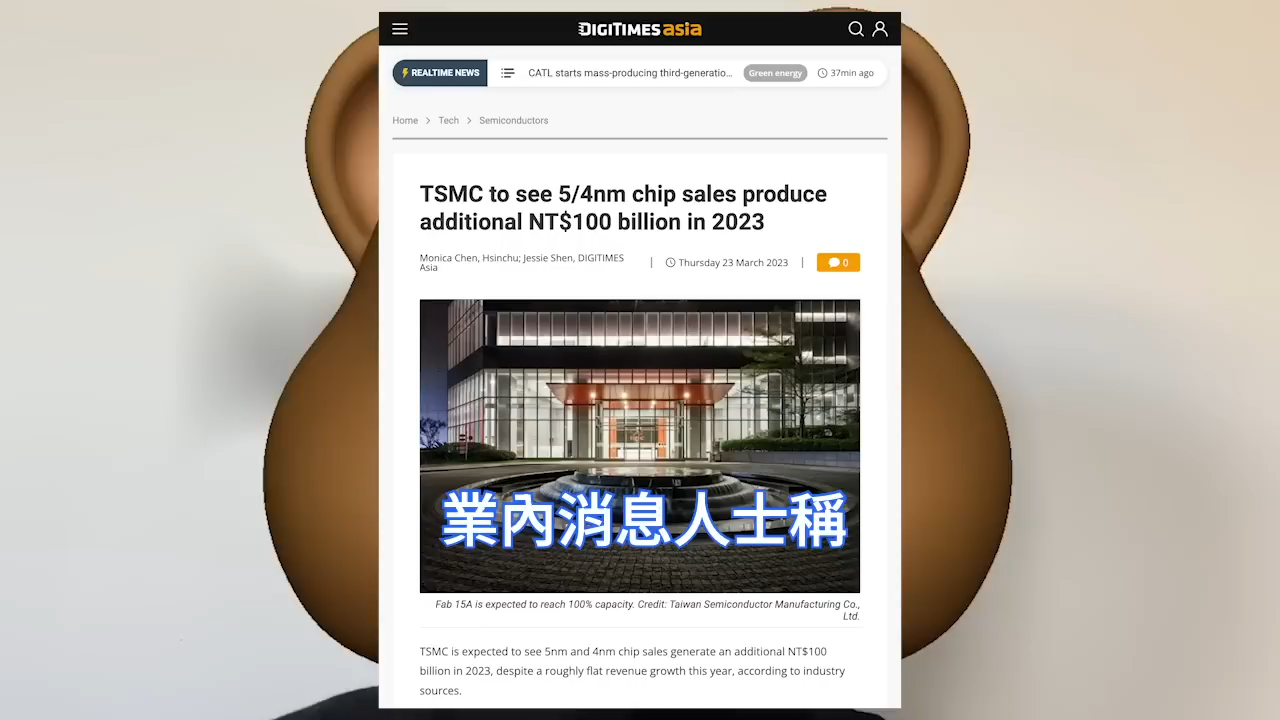 DIGITIMES asia
REALTIME NEWS
CATL starts mass-producing third-generatio...
Green energy
37min ago
Home > Tech > Semiconductors
TSMC to see 5/4nm chip sales produce
additional NT$100 billion in 2023
Monica Chen, Hsinchu; Jessie Shen, DIGITIMES
Asia
Thursday 23 March 2023
0
業內消息人士稱
Fab 15A is expected to reach 100% capacity. Credit: Taiwan Semiconductor Manufacturing Co.,
Ltd.
TSMC is expected to see 5nm and 4nm chip sales generate an additional NT$100
billion in 2023, despite a roughly flat revenue growth this year, according to industry
sources.